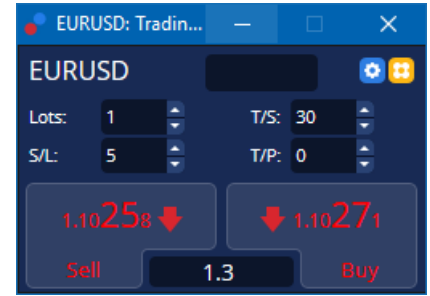 EURUSD: Tradin...
EURUSD
Lots: 1 T/S: 30
S/L: 5 T/P: 0
1.10258 1.10271
Sell 1.3 Buy